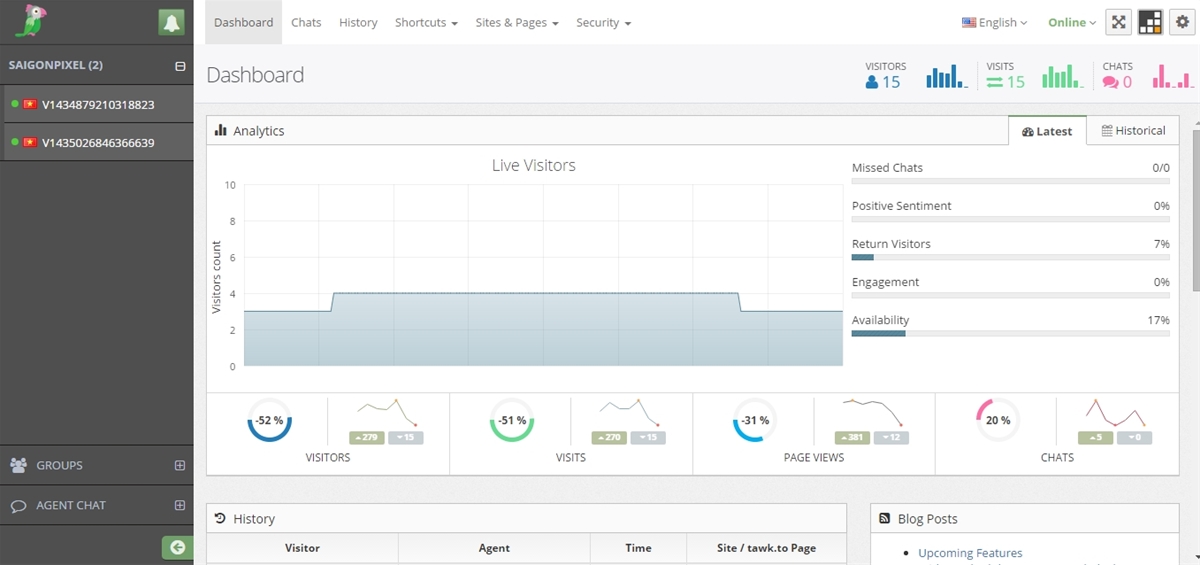 Dashboard Chats History Shortcuts Sites & Pages Security English Online
SAIGONPIXEL (2)
V1434879210318823
V1435026846366639
GROUPS
AGENT CHAT
Dashboard
VISITORS
15
VISITS
15
CHATS
0
Analytics
Latest
Historical
Live Visitors
Visitors count
10
8
6
4
2
0
Missed Chats 0/0
Positive Sentiment 0%
Return Visitors 7%
Engagement 0%
Availability 17%
-52 %
279 15
VISITORS
-51 %
270 15
VISITS
-31 %
381 12
PAGE VIEWS
20 %
5 0
CHATS
History
Visitor Agent Time Site / tawk.to Page
Blog Posts
Upcoming Features